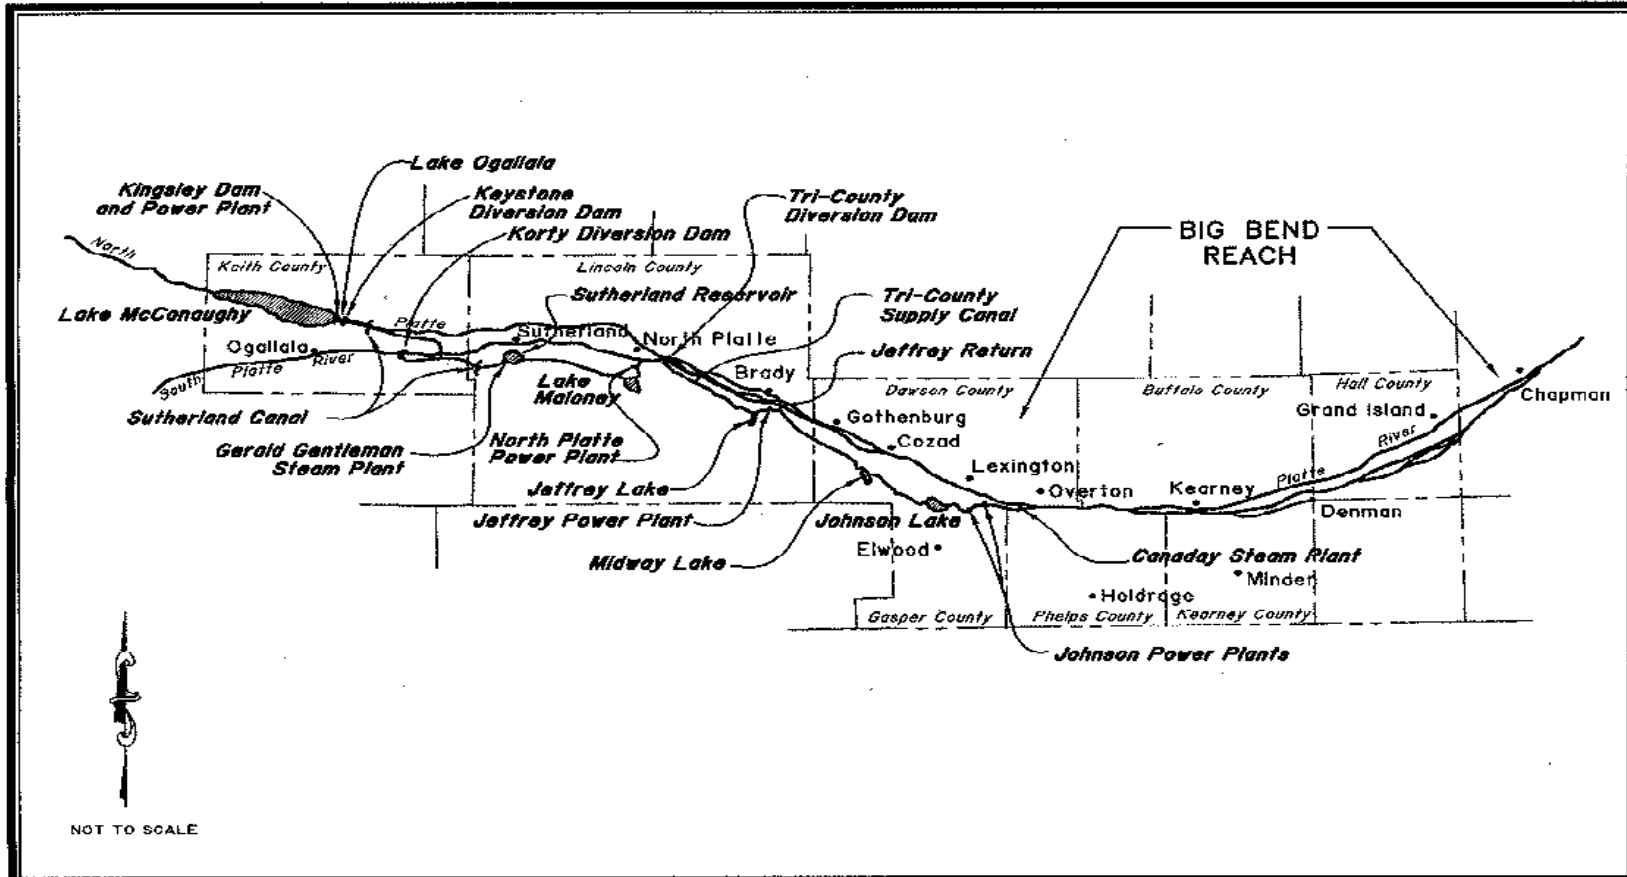 Lake Ogallala
Kingsley Dam
and Power Plant
Keystone
Diversion Dam
Korty Diversion Dam
Tri-County
Diversion Dam
BIG BEND
REACH
North
Keith County
Lincoln County
Sutherland Reservoir
Tri-County
Supply Canal
Lake McConaughy
Platte
Sutherland
North Platte
Ogallala
River
Jeffrey Return
South
Platte
Brady
Lake
Maloney
Dawson County
Buffalo County
Hall County
Chapman
Sutherland Canal
Gothenburg
Grand Island
River
Gerald Gentleman
Steam Plant
North Platte
Power Plant
Cozad
Lexington
Platte
Jeffrey Lake
Overton
Kearney
Jeffrey Power Plant
Johnson Lake
Denman
Elwood
Canaday Steam Plant
Midway Lake
Minden
Holdrege
Gasper County
Phelps County
Kearney County
Johnson Power Plants
NOT TO SCALE